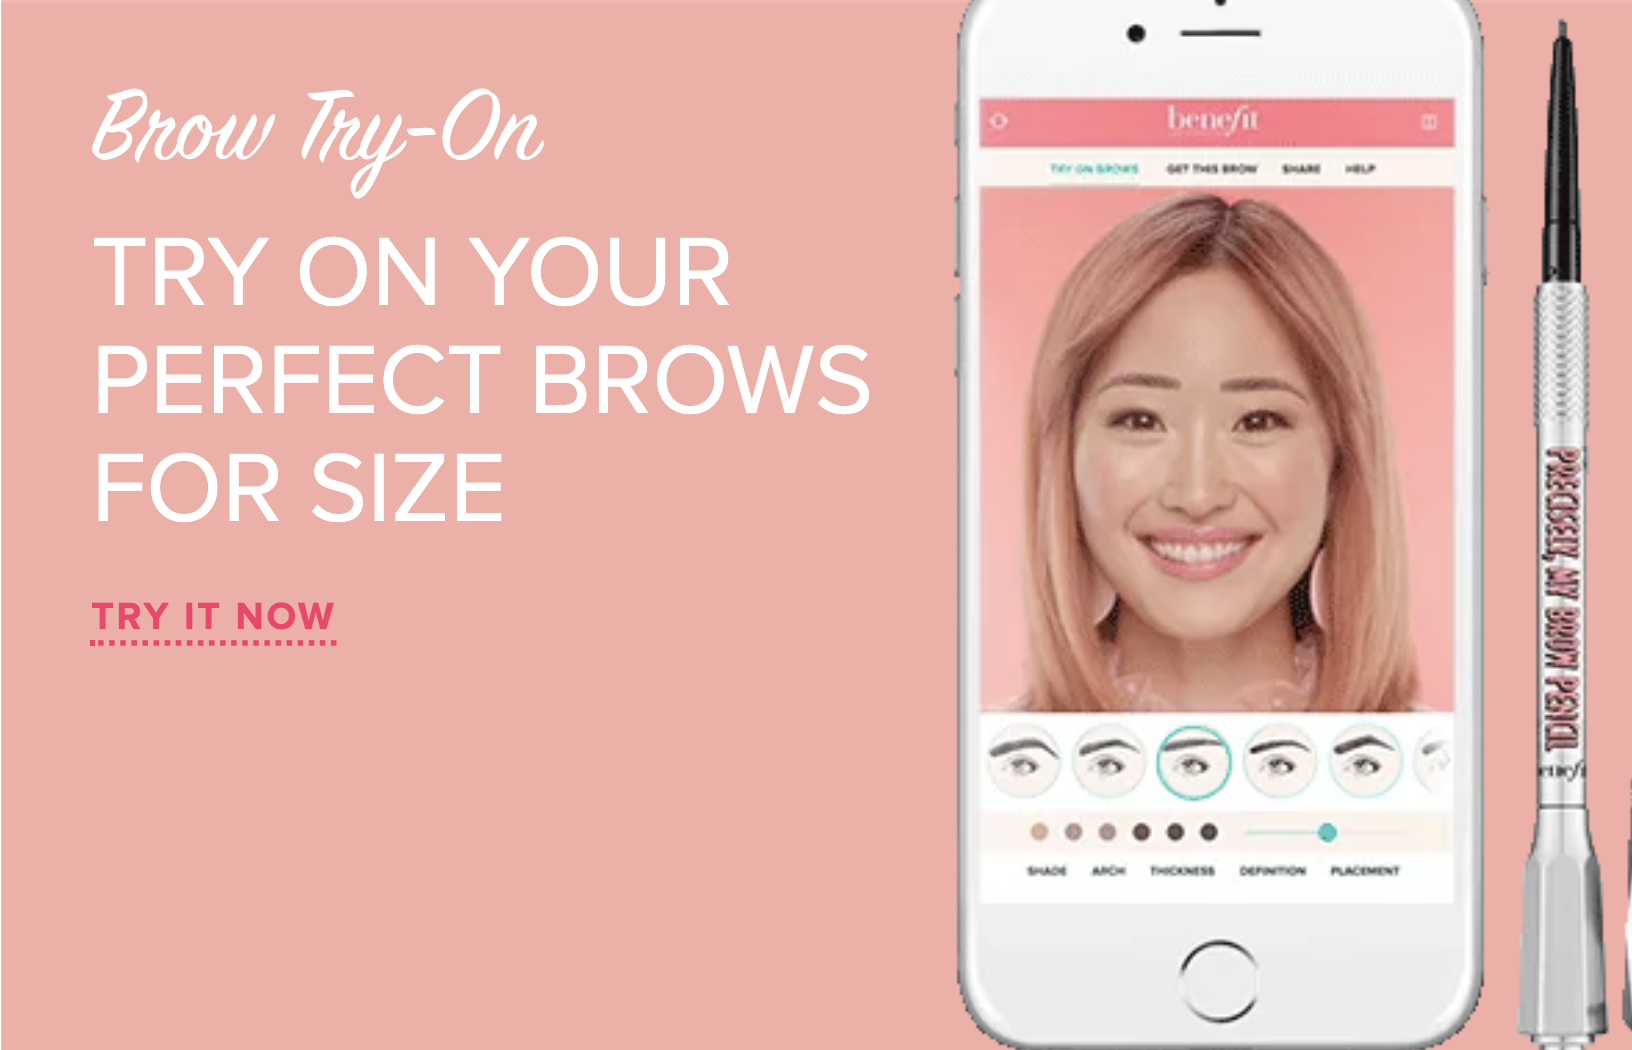 Brow Try-On
TRY ON YOUR
PERFECT BROWS
FOR SIZE
TRY IT NOW
benefit
TRY ON BROWS GET THIS BROW SHARE HELP
SHADE ARCH THICKNESS DEFINITION PLACEMENT
PRECISELY, MY BROW PENCIL
benefit